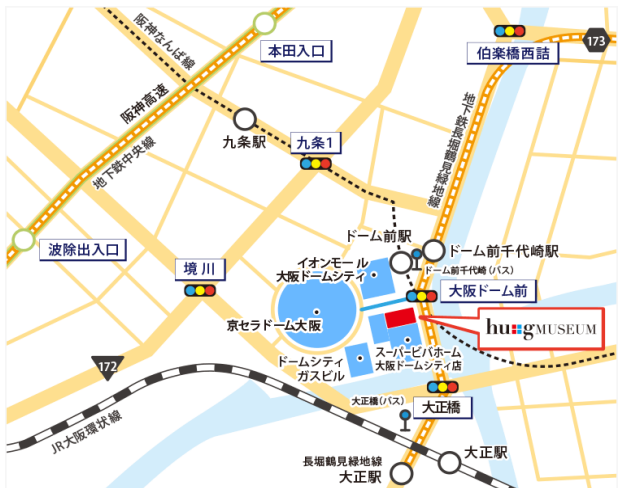 本田入口
阪神なんば線
伯楽橋西詰
173
阪神高速
地下鉄中央線
地下鉄長堀鶴見緑地線
九条駅
九条1
波除出入口
境川
ドーム前駅
ドーム前千代崎駅
ドーム前千代崎(バス)
イオンモール
大阪ドームシティ
大阪ドーム前
京セラドーム大阪
hug MUSEUM
スーパービバホーム
大阪ドームシティ店
ドームシティ
ガスビル
172
大正橋(バス)
大正橋
JR大阪環状線
大正駅
長堀鶴見緑地線
大正駅